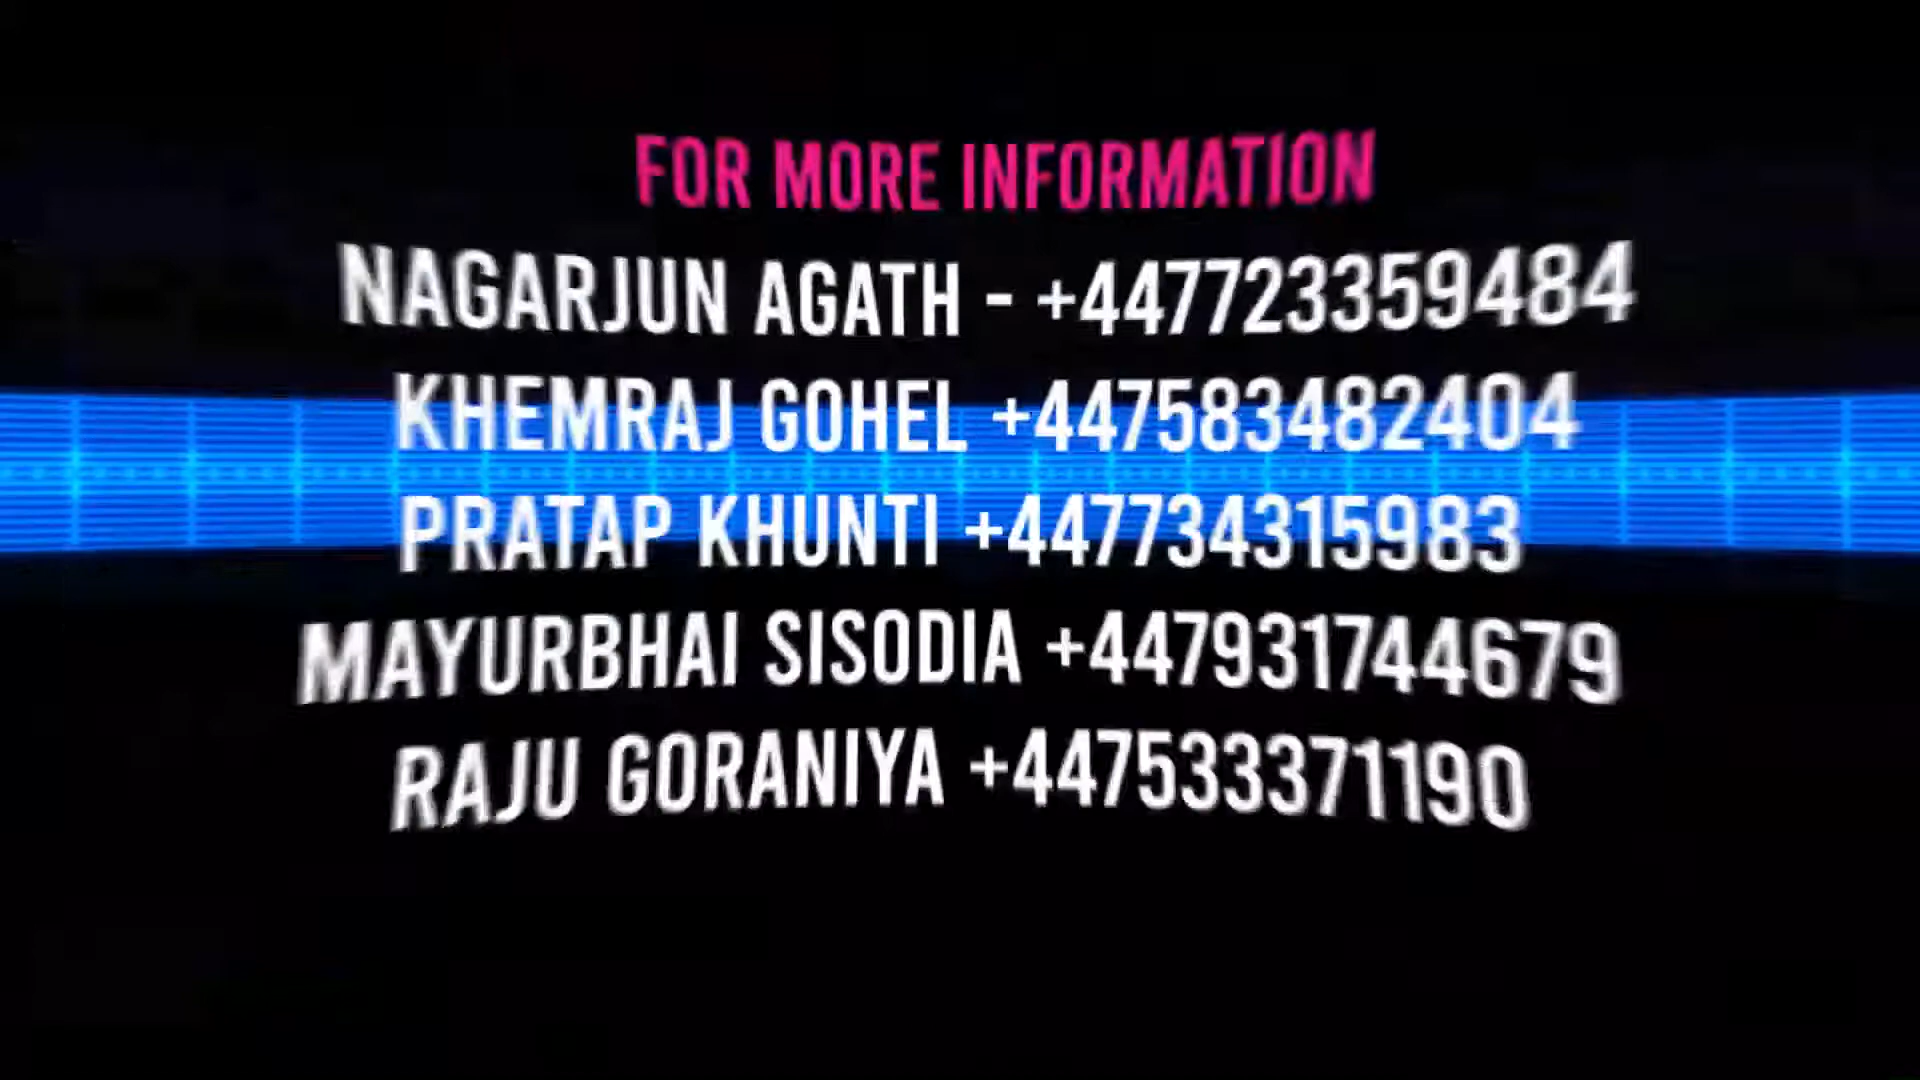 FOR MORE INFORMATION
NAGARJUN AGATH - +447723359484
KHEMRAJ GOHEL +447583482404
PRATAP KHUNTI +447734315983
MAYURBHAI SISODIA +447931744679
RAJU GORANIYA +447533371190